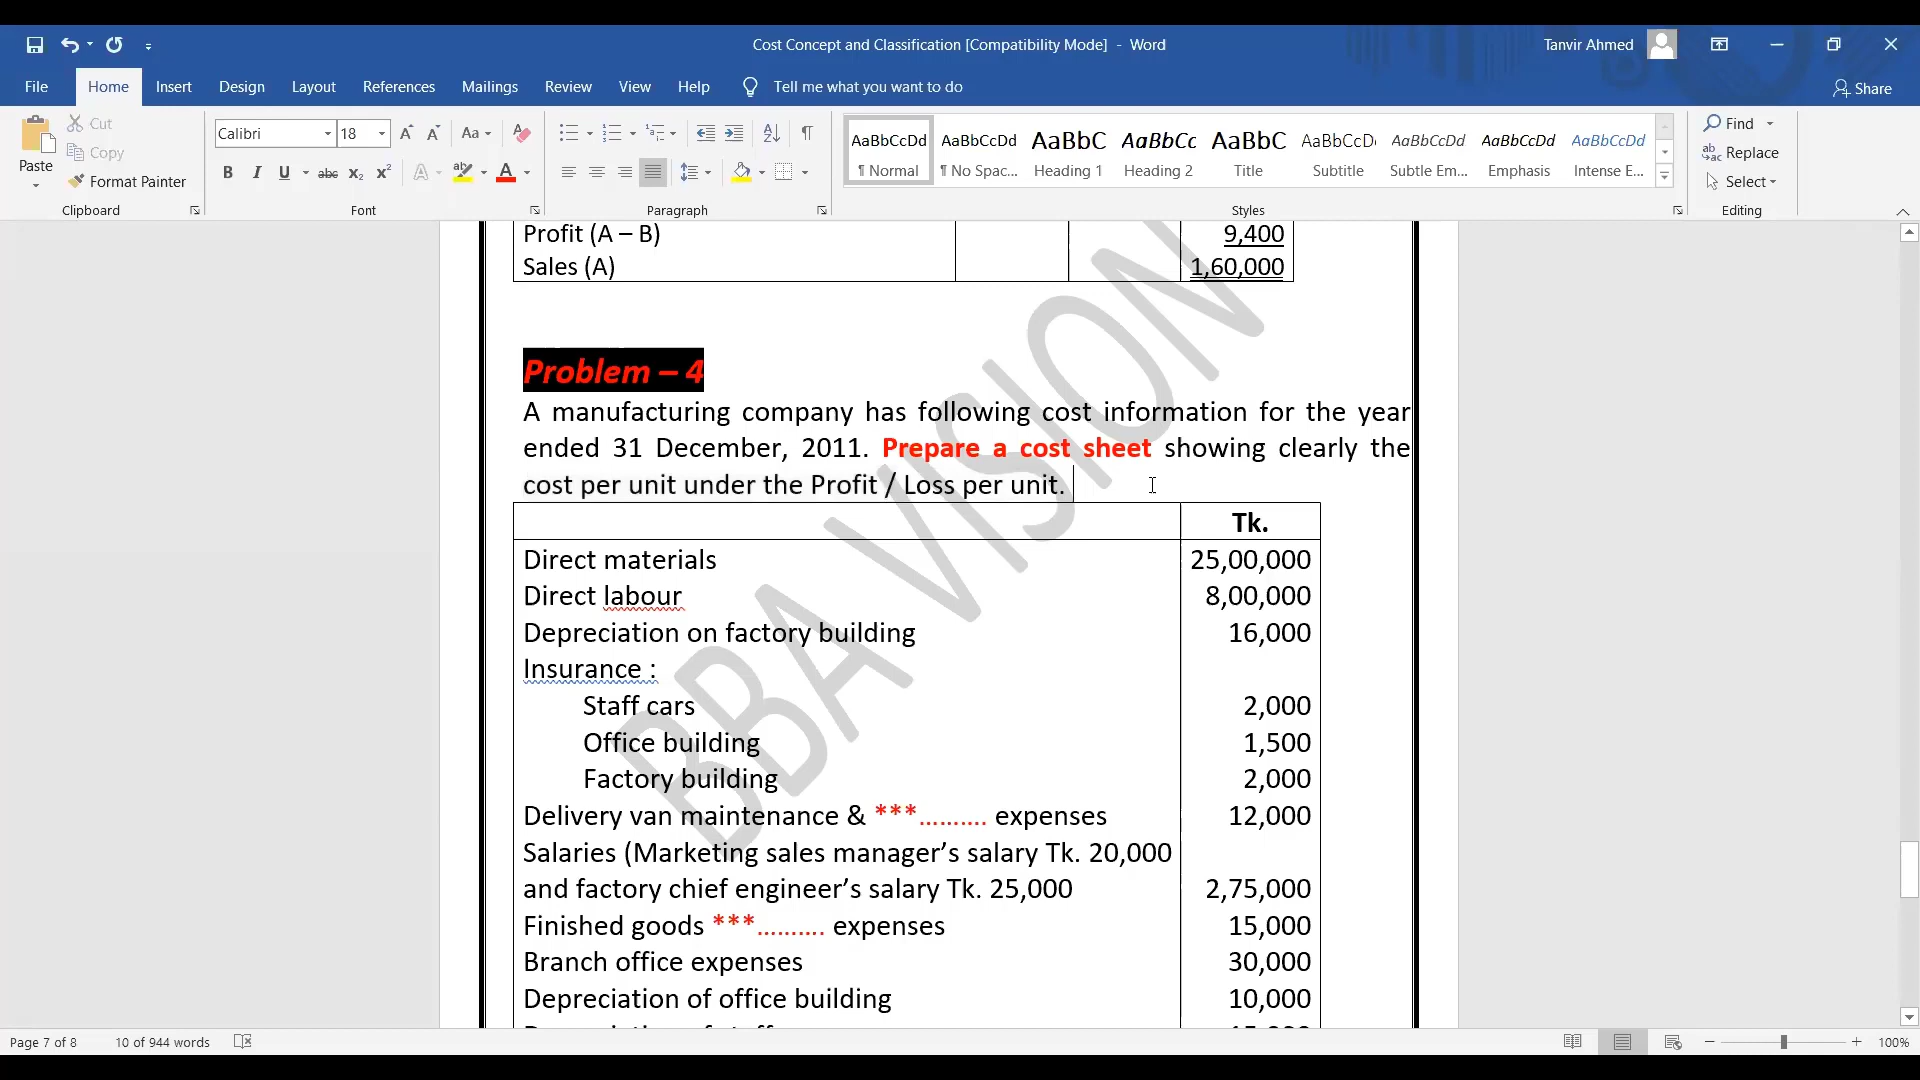 Cost Concept and Classification [Compatibility Mode] - Word
Tanvir Ahmed
File Home Insert Design Layout References Mailings Review View Help Tell me what you want to do
Share
Paste
Cut
Copy
Format Painter
Clipboard
Calibri 18
Font
Paragraph
AaBbCcDd AaBbCcDd AaBbC AaBbCc AaBbC AaBbCcD AaBbCcDd AaBbCcDd AaBbCcDd
¶ Normal ¶ No Spac... Heading 1 Heading 2 Title Subtitle Subtle Em... Emphasis Intense E...
Styles
Find
Replace
Select
Editing
Profit (A – B) 9,400
Sales (A) 1,60,000
Problem – 4
A manufacturing company has following cost information for the year
ended 31 December, 2011. Prepare a cost sheet showing clearly the
cost per unit under the Profit / Loss per unit.
Tk.
Direct materials 25,00,000
Direct labour 8,00,000
Depreciation on factory building 16,000
Insurance :
Staff cars 2,000
Office building 1,500
Factory building 2,000
Delivery van maintenance & ***.......... expenses 12,000
Salaries (Marketing sales manager’s salary Tk. 20,000
and factory chief engineer’s salary Tk. 25,000 2,75,000
Finished goods ***.......... expenses 15,000
Branch office expenses 30,000
Depreciation of office building 10,000
BBA VISION
Page 7 of 8 10 of 944 words
100%